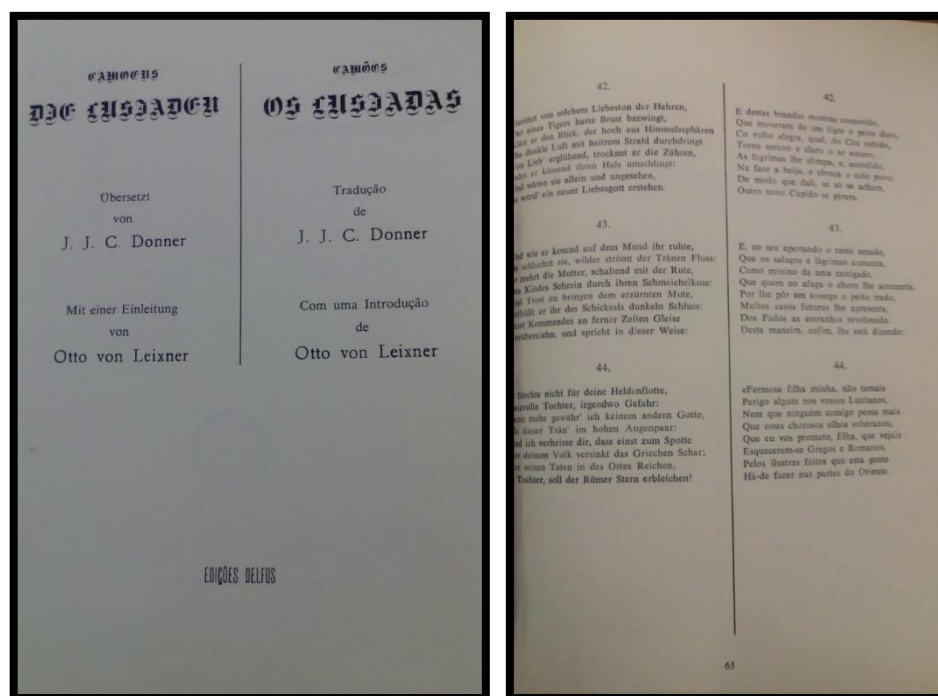 CAMOENS
DIE LUSIADEN
Übersetzt
von
J. J. C. Donner
Mit einer Einleitung
von
Otto von Leixner
CAMÕES
OS LUSIADAS
Tradução
de
J. J. C. Donner
Com uma Introdução
de
Otto von Leixner
EDIÇÕES DELFOS
42.
von solchem Liebeston der Hehren,
eines Tigers harte Brust bezwingt,
er den Blick, der hoch aus Himmelssphären
dunkle Luft mit heitrem Strahl durchdringt.
Lieb' erglühend, trocknet er die Zähren,
er küssend ihren Hals umschlingt:
wären sie allein und ungesehen,
würd' ein neuer Liebesgott erstehen.
43.
wie er kosend auf dem Mund ihr ruhte,
schluchzt sie, wilder strömt der Tränen Fluss:
mehrt die Mutter, schaltend mit der Rute,
Kindes Schrein durch ihren Schmeichelkuss:
Trost zu bringen dem erzürnten Mute,
er ihr des Schicksals dunkeln Schluss:
Kommendes an ferner Zeiten Gleise
und spricht in dieser Weise:
44.
fürchte nicht für deine Heldenflotte,
Tochter, irgendwo Gefahr:
mehr gewähr' ich keinem andern Gotte,
dieser Trän' im hohen Augenpaar:
ich verheisse dir, dass einst zum Spotte
deinem Volk versinkt das Griechen Schar;
seinen Taten in des Ostes Reichen,
Tochter, soll der Römer Stern erbleichen!
42.
E destas brandas mostras comovido,
Que moveram de um tigre o peito duro,
Co vulto alegre, qual, do Céu subido,
Torna sereno e claro o ar escuro,
As lágrimas lhe alimpa, e, acendido,
Na face a beija, e abraça o colo puro;
De modo que dali, se só se achara,
Outro novo Cupido se gerara.
43.
E, co seu apertando o rosto amado,
Que os saluços e lágrimas aumenta,
Como minino da ama castigado,
Que quem no afaga o choro lhe acrecenta,
Por lhe pôr em sossego o peito irado,
Muitos casos futuros lhe apresenta,
Dos Fados as entranhas revolvendo.
Desta maneira, enfim, lhe está dizendo:
44.
«Fermosa filha minha, não temais
Perigo algum nos vossos Lusitanos,
Nem que ninguém comigo possa mais
Que esses chorosos olhos soberanos;
Que eu vos prometo, filha, que vejais
Esquecerem-se Gregos e Romanos,
Pelos ilustres feitos que esta gente
Há-de fazer nas partes do Oriente.
65